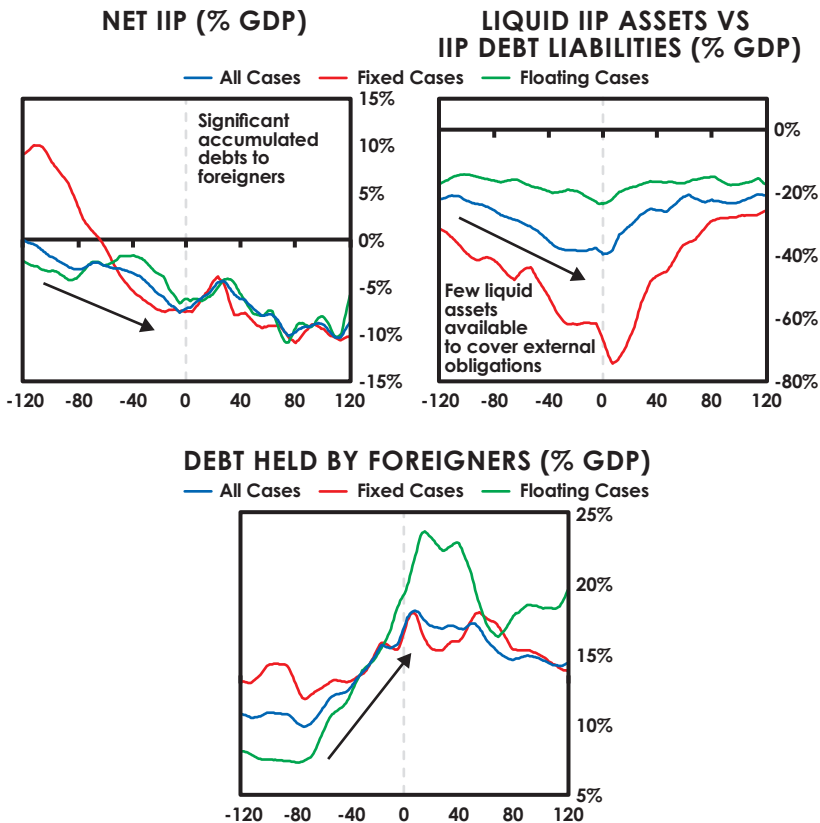 NET IIP (% GDP)
LIQUID IIP ASSETS VS
IIP DEBT LIABILITIES (% GDP)
All Cases Fixed Cases Floating Cases
15%
10%
5%
0%
-5%
-10%
-15%
Significant
accumulated
debts to
foreigners
-120 -80 -40 0 40 80 120
0%
-20%
-40%
-60%
-80%
Few liquid
assets
available
to cover external
obligations
-120 -80 -40 0 40 80 120
DEBT HELD BY FOREIGNERS (% GDP)
All Cases Fixed Cases Floating Cases
25%
20%
15%
10%
5%
-120 -80 -40 0 40 80 120